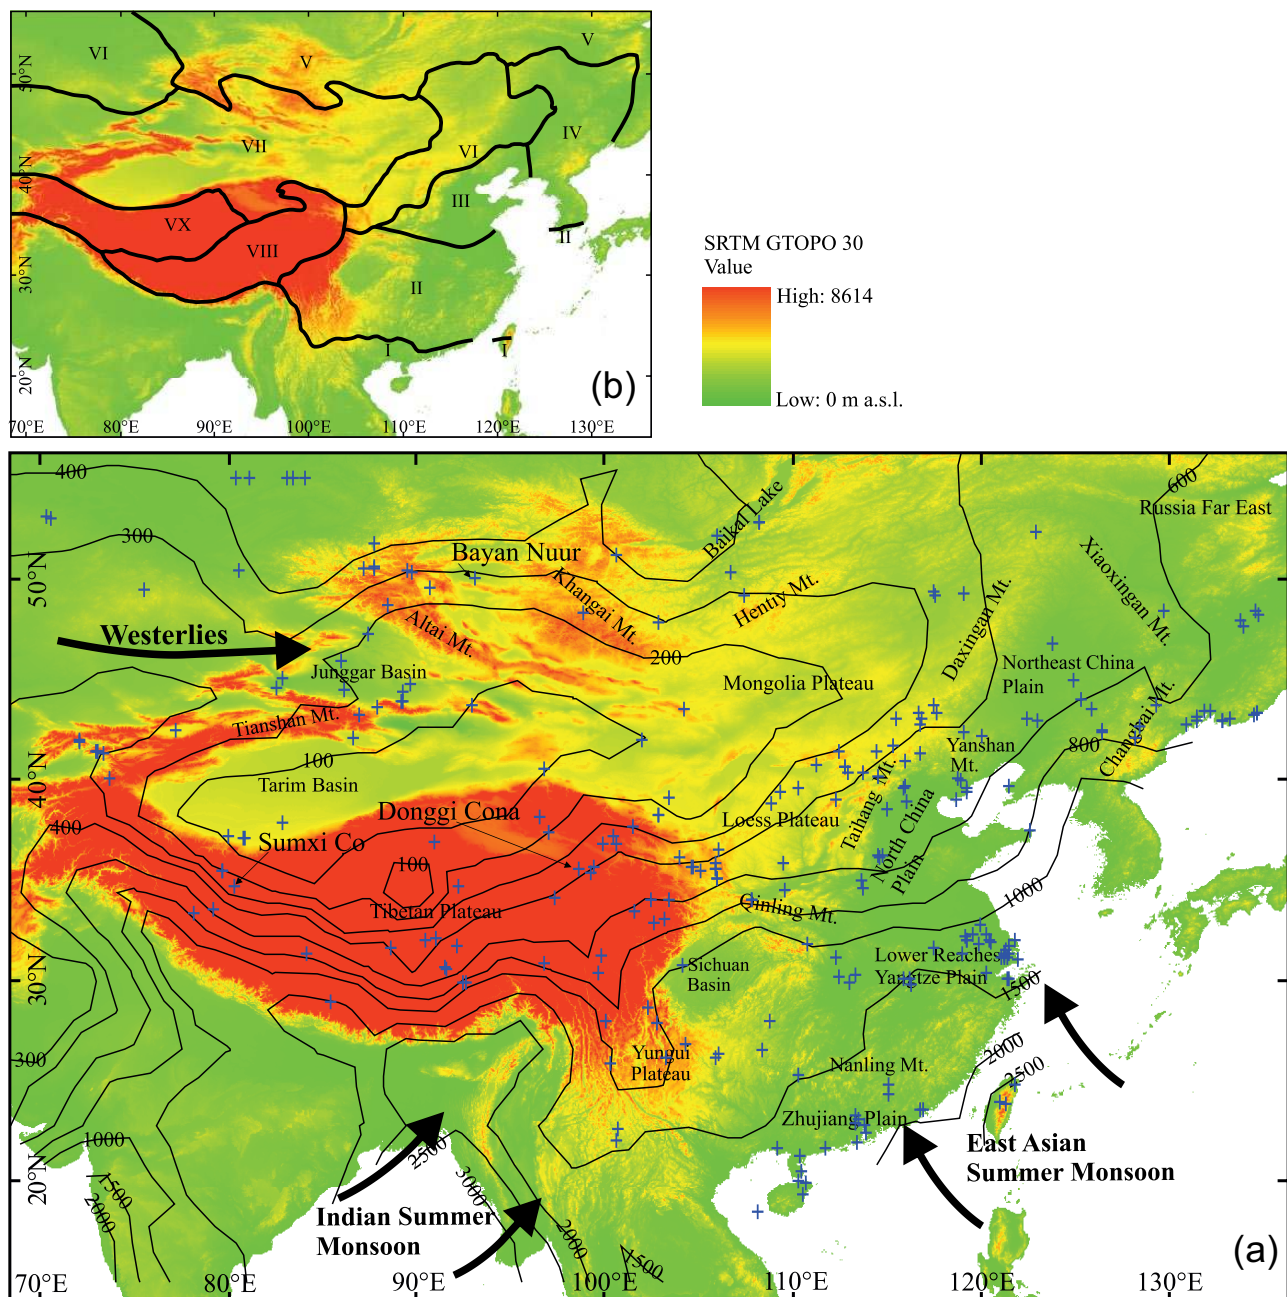 VI
V
V
50°N
IV
VII
VI
40°N
III
VX
VIII
II
30°N
II
I
I
20°N
(b)
70°E
80°E
90°E
100°E
110°E
120°E
130°E
SRTM GTOPO 30
Value
High: 8614
Low: 0 m a.s.l.
400
600
Russia Far East
Baikal Lake
300
Bayan Nuur
Xiaoxingan Mt.
50°N
Khangai Mt.
Hentiy Mt.
Daxingan Mt.
Altai Mt.
Westerlies
200
Northeast China
Plain
Junggar Basin
Mongolia Plateau
Changbai Mt.
Tianshan Mt.
Yanshan
Mt.
800
100
40°N
Tarim Basin
Taihang Mt.
Donggi Cona
Loess Plateau
North China
Plain
400
Sumxi Co
100
1000
Tibetan Plateau
Qinling Mt.
Lower Reaches
Yangtze Plain
Sichuan
Basin
30°N
1500
2000
300
Yungui
Plateau
Nanling Mt.
2500
Zhujiang Plain
1000
East Asian
Summer Monsoon
2500
3000
20°N
1500
2000
Indian Summer
Monsoon
2000
1500
(a)
70°E
80°E
90°E
100°E
110°E
120°E
130°E